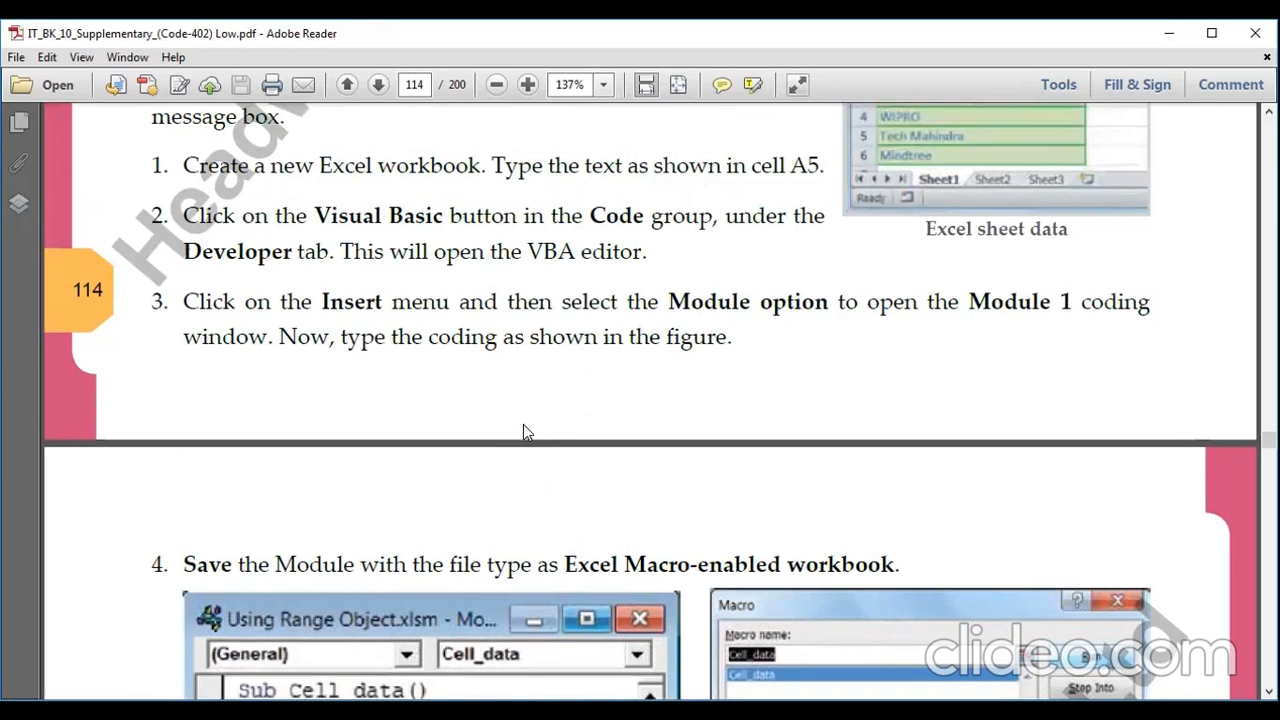 IT_BK_10_Supplementary_(Code-402) Low.pdf - Adobe Reader
File Edit View Window Help
Open 114 / 200 137% Tools Fill & Sign Comment
message box.
4 WIPRO
5 Tech Mahindra
6 Mindtree
Sheet1 Sheet2 Sheet3
Ready
Excel sheet data
1. Create a new Excel workbook. Type the text as shown in cell A5.
2. Click on the Visual Basic button in the Code group, under the
Developer tab. This will open the VBA editor.
114
3. Click on the Insert menu and then select the Module option to open the Module 1 coding
window. Now, type the coding as shown in the figure.
4. Save the Module with the file type as Excel Macro-enabled workbook.
Using Range Object.xlsm - Mo...
(General) Cell_data
Sub Cell_data()
Macro
Macro name:
Cell_data
Cell_data
Step Into
clideo.com